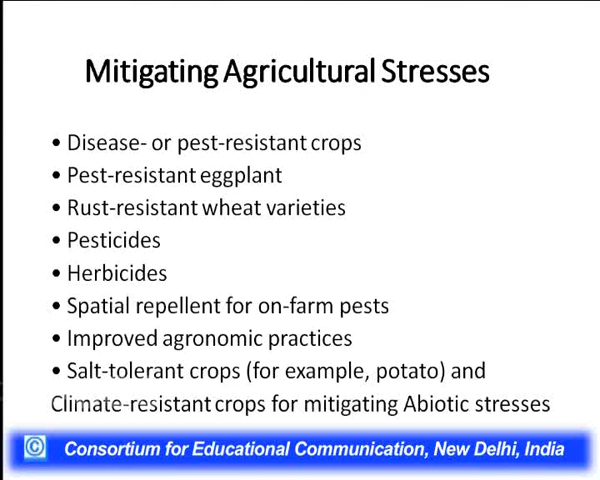 Mitigating Agricultural Stresses
• Disease- or pest-resistant crops
• Pest-resistant eggplant
• Rust-resistant wheat varieties
• Pesticides
• Herbicides
• Spatial repellent for on-farm pests
• Improved agronomic practices
• Salt-tolerant crops (for example, potato) and
Climate-resistant crops for mitigating Abiotic stresses
© Consortium for Educational Communication, New Delhi, India